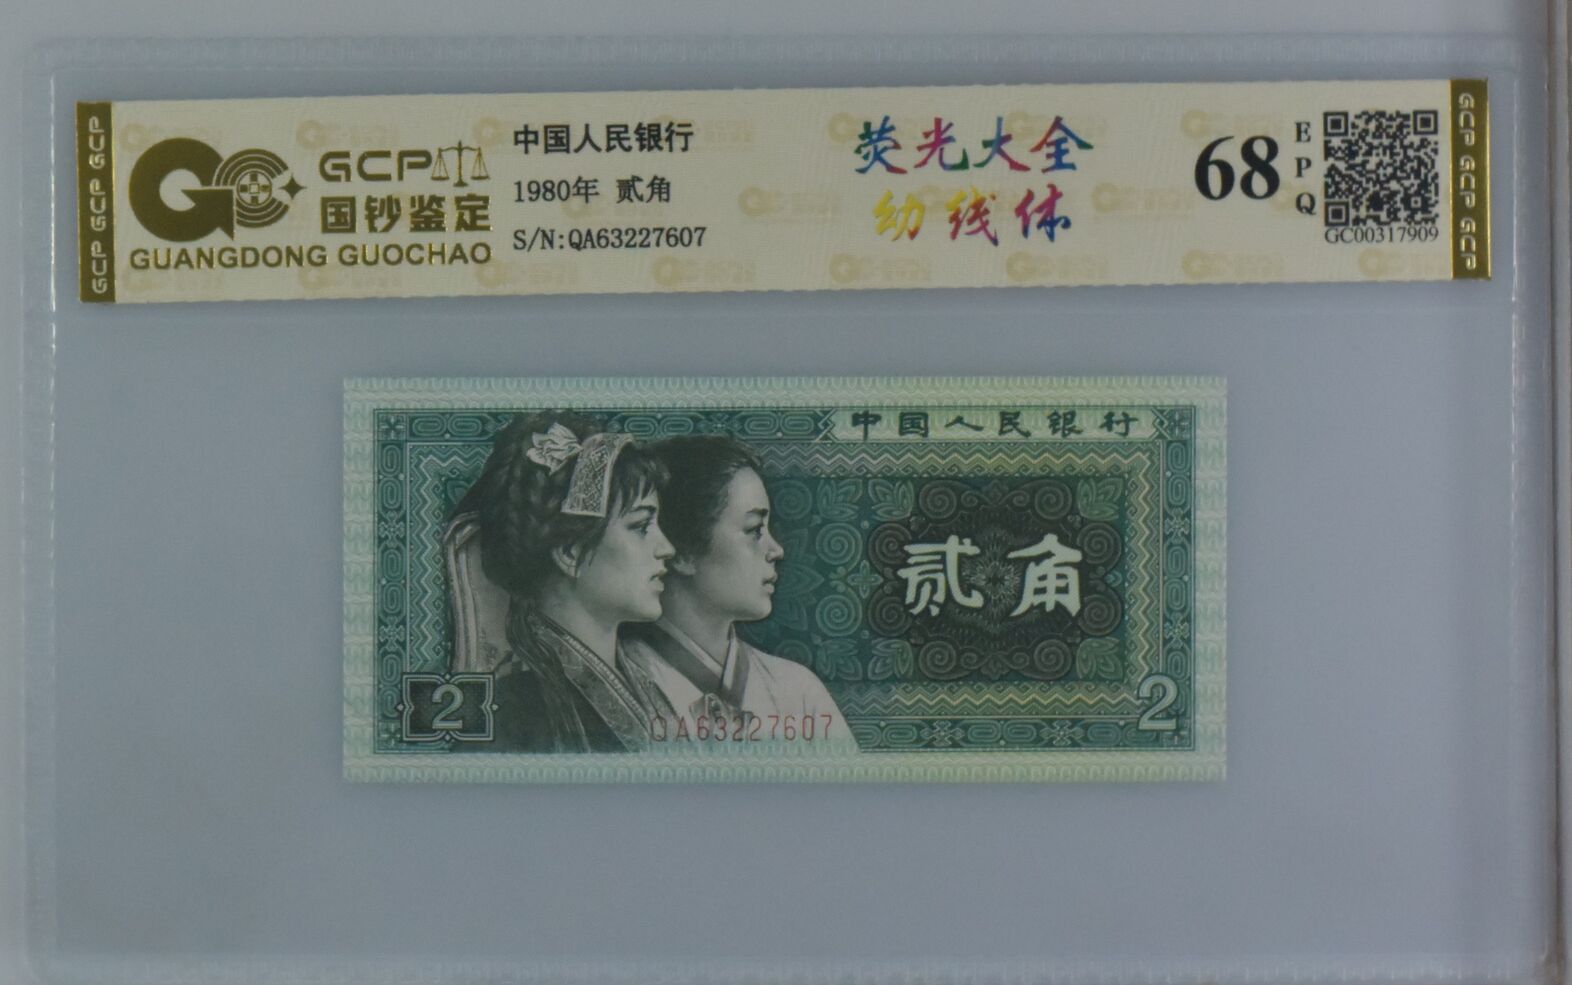 GCP GCP GCP
GCP
国钞鉴定
GUANGDONG GUOCHAO
中国人民银行
1980年 贰角
S/N:QA63227607
荧光大全
幼线体
68
EPQ
GC00317909
GCP GCP GCP
中国人民银行
贰角
2
QA63227607
2